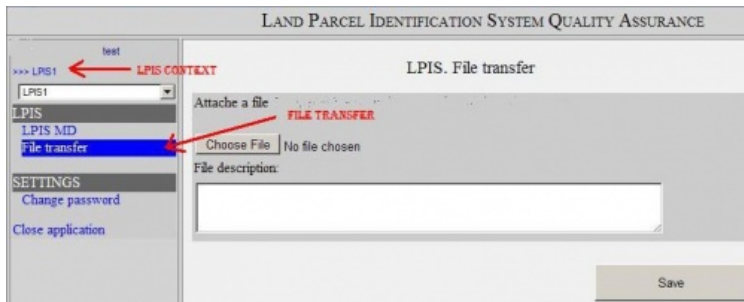 LAND PARCEL IDENTIFICATION SYSTEM QUALITY ASSURANCE
test
>>> LPIS1
LPIS CONTEXT
LPIS1
LPIS
LPIS MD
File transfer
SETTINGS
Change password
Close application
LPIS. File transfer
Attache a file
FILE TRANSFER
Choose File No file chosen
File description:
Save